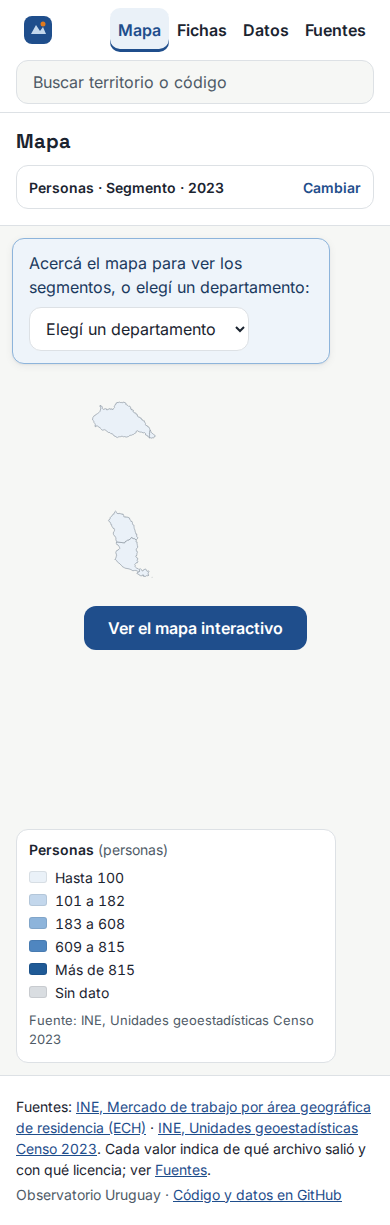 Mapa Fichas Datos Fuentes
Buscar territorio o código
Mapa
Personas · Segmento · 2023 Cambiar
Acercá el mapa para ver los
segmentos, o elegí un departamento:
Elegí un departamento
Ver el mapa interactivo
Personas (personas)
Hasta 100
101 a 182
183 a 608
609 a 815
Más de 815
Sin dato
Fuente: INE, Unidades geoestadísticas Censo
2023
Fuentes: INE, Mercado de trabajo por área geográfica
de residencia (ECH) · INE, Unidades geoestadísticas
Censo 2023. Cada valor indica de qué archivo salió y
con qué licencia; ver Fuentes.
Observatorio Uruguay · Código y datos en GitHub